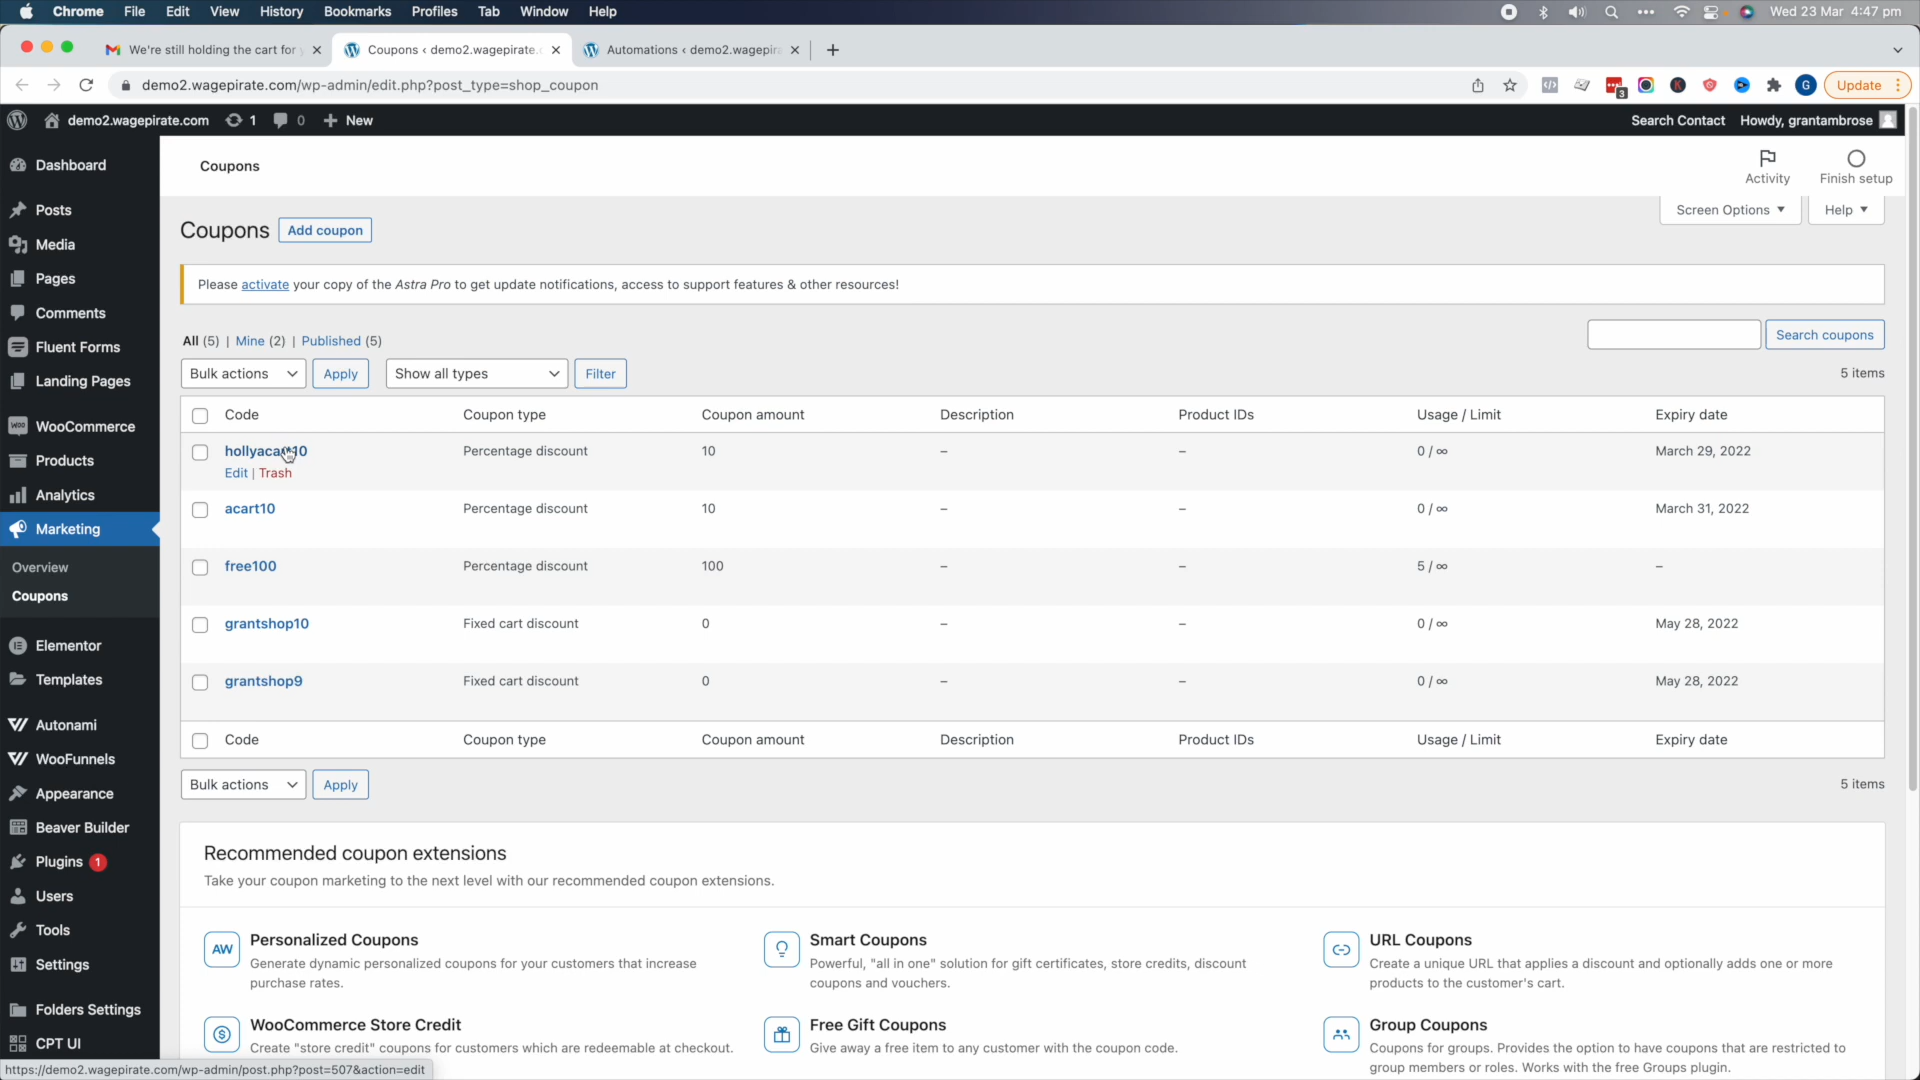 Chrome File Edit View History Bookmarks Profiles Tab Window Help Wed 23 Mar 4:47 pm
We're still holding the cart for Coupons ‹ demo2.wagepirate. Automations ‹ demo2.wagepira
demo2.wagepirate.com/wp-admin/edit.php?post_type=shop_coupon 3 G Update
demo2.wagepirate.com 1 0 New Search Contact Howdy, grantambrose
Dashboard
Posts
Media
Pages
Comments
Fluent Forms
Landing Pages
WooCommerce
Products
Analytics
Marketing
Overview
Coupons
Elementor
Templates
Autonami
WooFunnels
Appearance
Beaver Builder
Plugins 1
Users
Tools
Settings
Folders Settings
CPT UI
Coupons
Activity Finish setup
Screen Options Help
Coupons Add coupon
Please activate your copy of the Astra Pro to get update notifications, access to support features & other resources!
All (5) | Mine (2) | Published (5)
Search coupons
Bulk actions Apply Show all types Filter 5 items
Code Coupon type Coupon amount Description Product IDs Usage / Limit Expiry date
hollyacart10 Percentage discount 10 – – 0 / ∞ March 29, 2022
Edit | Trash
acart10 Percentage discount 10 – – 0 / ∞ March 31, 2022
free100 Percentage discount 100 – – 5 / ∞ –
grantshop10 Fixed cart discount 0 – – 0 / ∞ May 28, 2022
grantshop9 Fixed cart discount 0 – – 0 / ∞ May 28, 2022
Code Coupon type Coupon amount Description Product IDs Usage / Limit Expiry date
Bulk actions Apply 5 items
Recommended coupon extensions
Take your coupon marketing to the next level with our recommended coupon extensions.
AW Personalized Coupons
Generate dynamic personalized coupons for your customers that increase
purchase rates.
Smart Coupons
Powerful, "all in one" solution for gift certificates, store credits, discount
coupons and vouchers.
URL Coupons
Create a unique URL that applies a discount and optionally adds one or more
products to the customer's cart.
WooCommerce Store Credit
Create "store credit" coupons for customers which are redeemable at checkout.
Free Gift Coupons
Give away a free item to any customer with the coupon code.
Group Coupons
Coupons for groups. Provides the option to have coupons that are restricted to
group members or roles. Works with the free Groups plugin.
https://demo2.wagepirate.com/wp-admin/post.php?post=507&action=edit